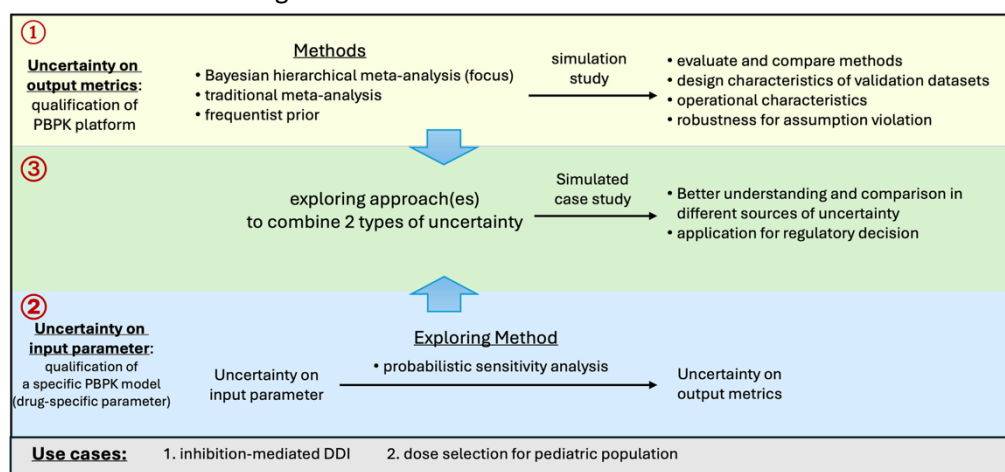 ①
Uncertainty on
output metrics:
qualification of
PBPK platform
Methods
• Bayesian hierarchical meta-analysis (focus)
• traditional meta-analysis
• frequentist prior
simulation
study
• evaluate and compare methods
• design characteristics of validation datasets
• operational characteristics
• robustness for assumption violation
③
exploring approach(es)
to combine 2 types of uncertainty
Simulated
case study
• Better understanding and comparison in
different sources of uncertainty
• application for regulatory decision
②
Uncertainty on
input parameter:
qualification of
a specific PBPK model
(drug-specific parameter)
Uncertainty on
input parameter
Exploring Method
• probabilistic sensitivity analysis
Uncertainty on
output metrics
Use cases: 1. inhibition-mediated DDI 2. dose selection for pediatric population